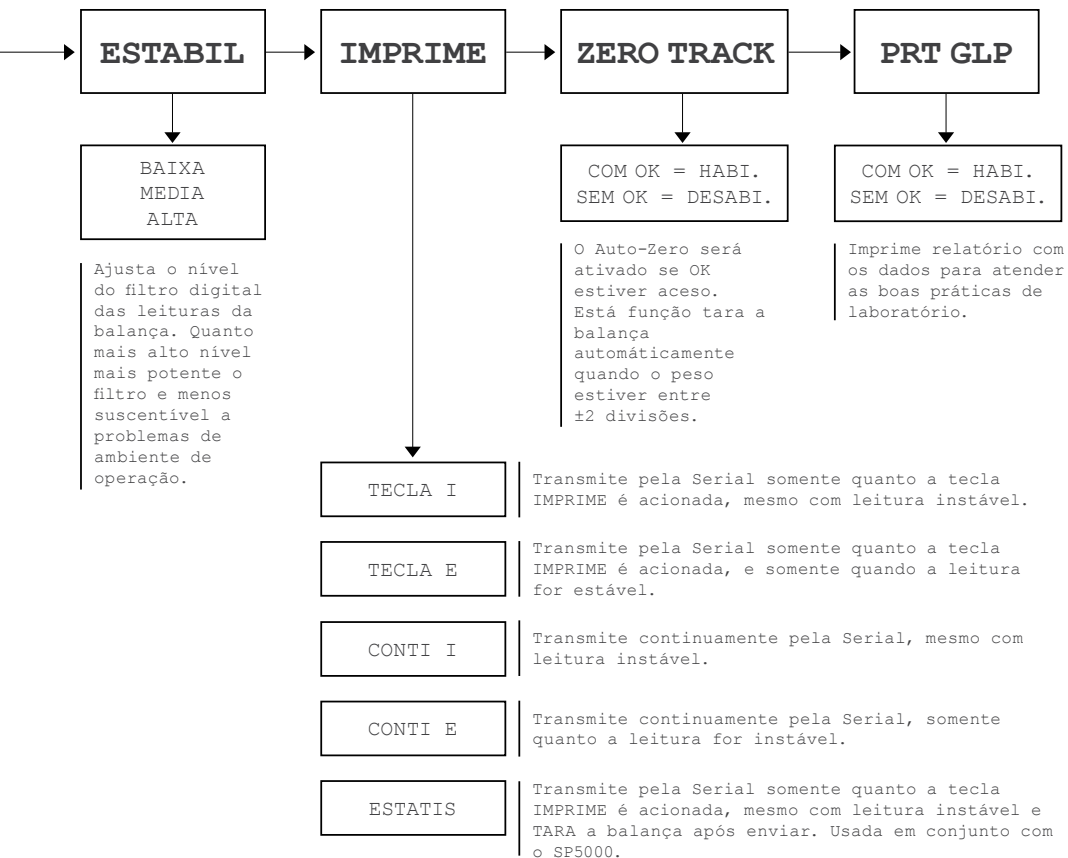 ESTABIL
IMPRIME
ZERO TRACK
PRT GLP
BAIXA
MEDIA
ALTA
Ajusta o nível
do filtro digital
das leituras da
balança. Quanto
mais alto nível
mais potente o
filtro e menos
suscentível a
problemas de
ambiente de
operação.
COM OK = HABI.
SEM OK = DESABI.
O Auto-Zero será
ativado se OK
estiver aceso.
Está função tara a
balança
automáticamente
quando o peso
estiver entre
±2 divisões.
COM OK = HABI.
SEM OK = DESABI.
Imprime relatório com
os dados para atender
as boas práticas de
laboratório.
TECLA I
Transmite pela Serial somente quanto a tecla
IMPRIME é acionada, mesmo com leitura instável.
TECLA E
Transmite pela Serial somente quanto a tecla
IMPRIME é acionada, e somente quando a leitura
for estável.
CONTI I
Transmite continuamente pela Serial, mesmo com
leitura instável.
CONTI E
Transmite continuamente pela Serial, somente
quanto a leitura for instável.
ESTATIS
Transmite pela Serial somente quanto a tecla
IMPRIME é acionada, mesmo com leitura instável e
TARA a balança após enviar. Usada em conjunto com
o SP5000.